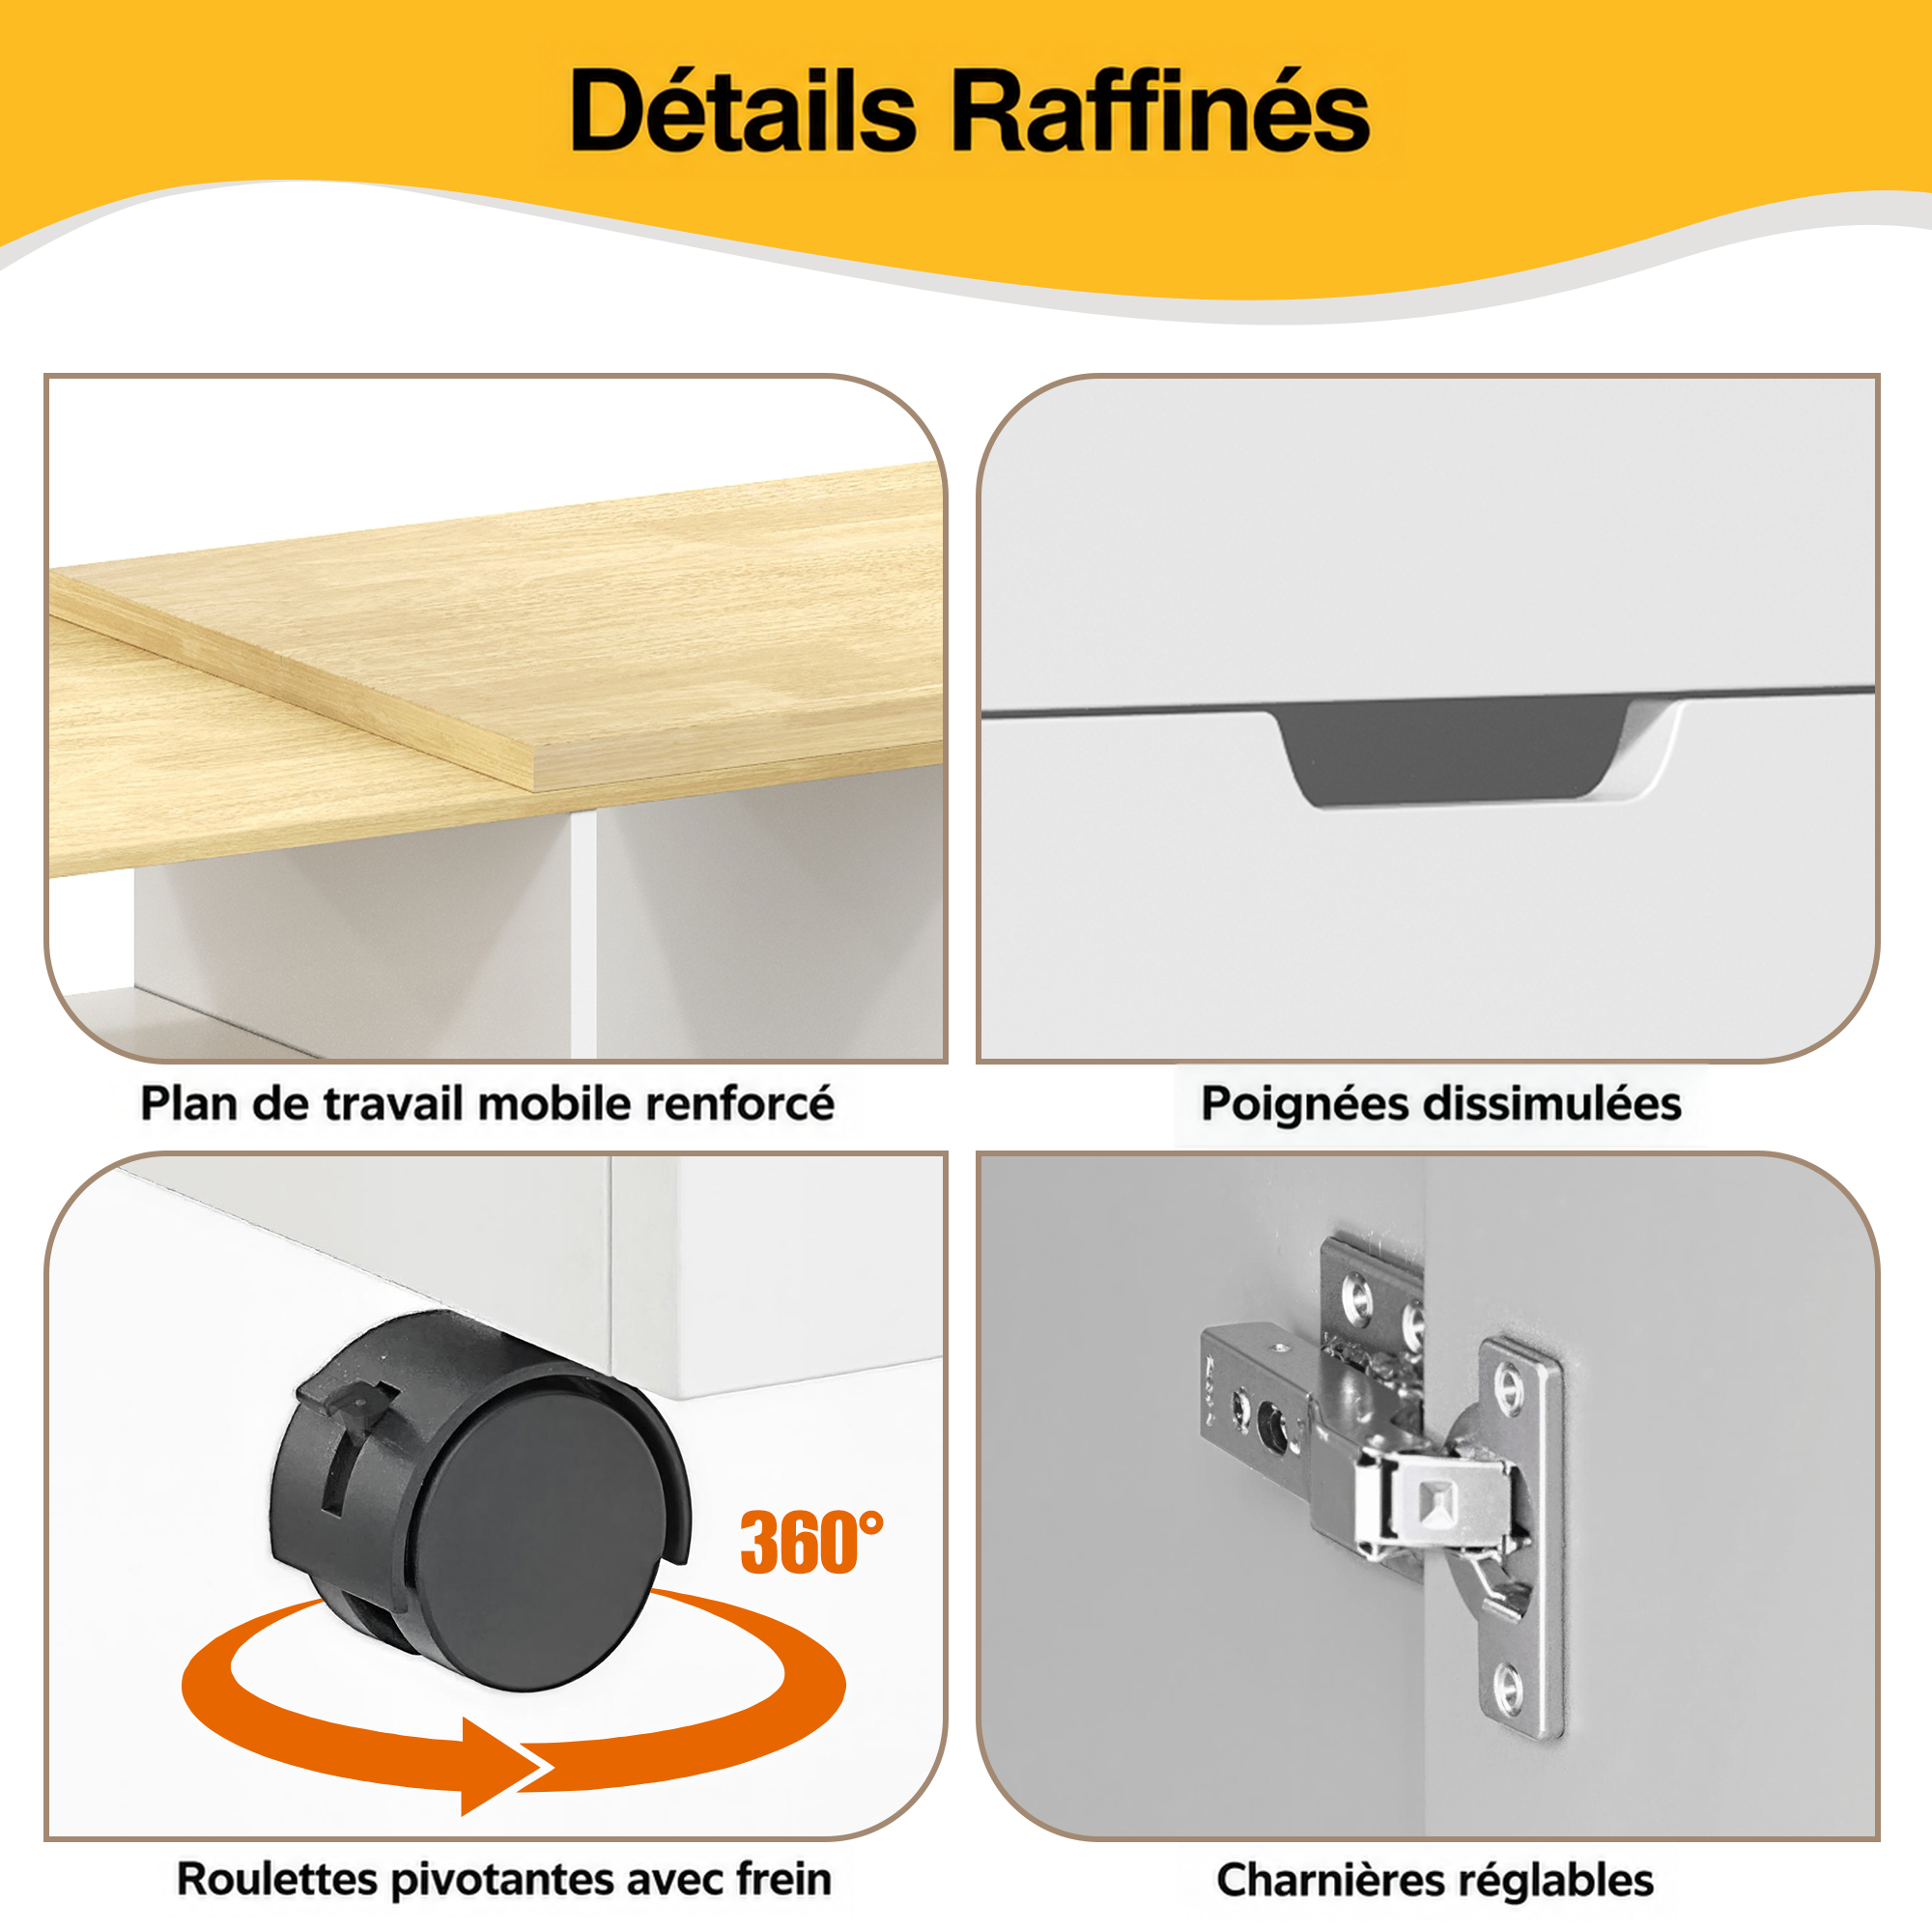 Détails Raffinés
Plan de travail mobile renforcé
Poignées dissimulées
360°
Roulettes pivotantes avec frein
Charnières réglables